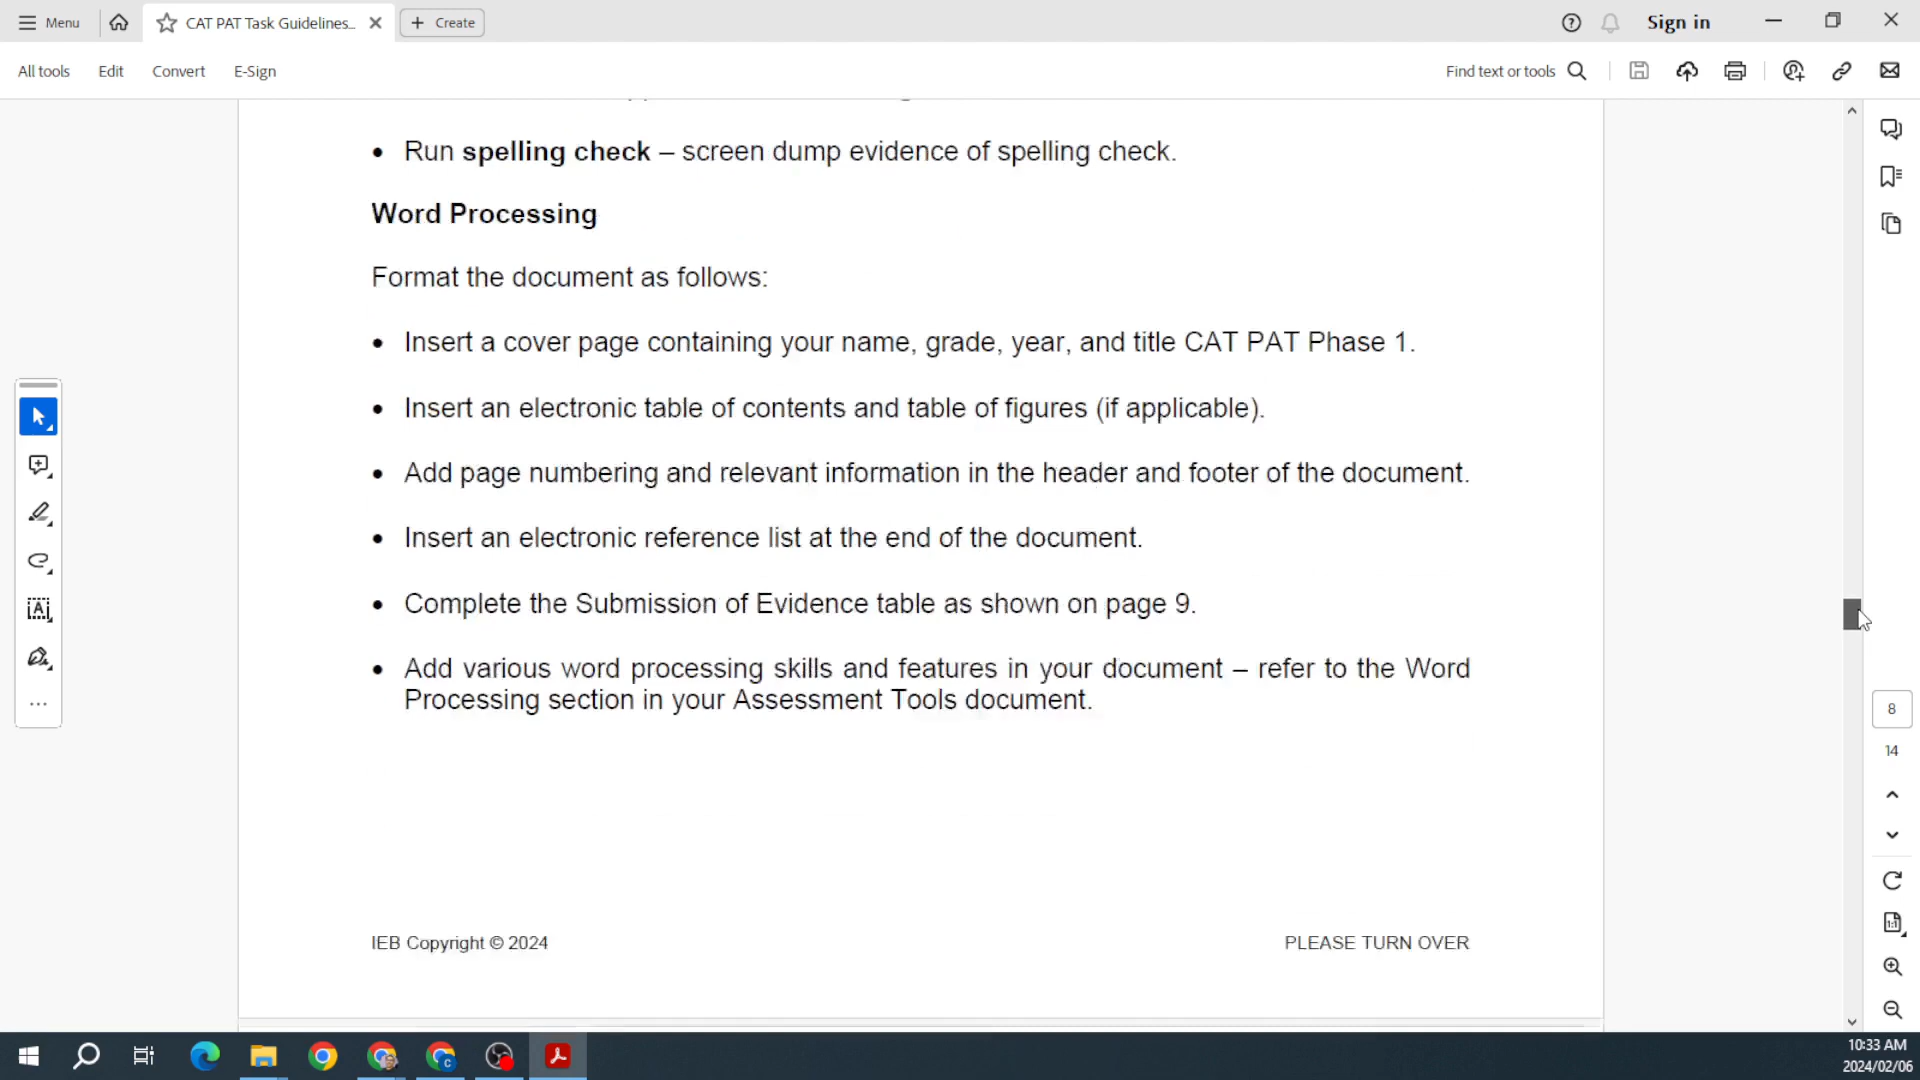 Menu
CAT PAT Task Guidelines...
Create
Sign in
All tools
Edit
Convert
E-Sign
Find text or tools
• Run spelling check – screen dump evidence of spelling check.
Word Processing
Format the document as follows:
• Insert a cover page containing your name, grade, year, and title CAT PAT Phase 1.
• Insert an electronic table of contents and table of figures (if applicable).
• Add page numbering and relevant information in the header and footer of the document.
• Insert an electronic reference list at the end of the document.
• Complete the Submission of Evidence table as shown on page 9.
• Add various word processing skills and features in your document – refer to the Word
Processing section in your Assessment Tools document.
8
14
IEB Copyright © 2024
PLEASE TURN OVER
10:33 AM
2024/02/06